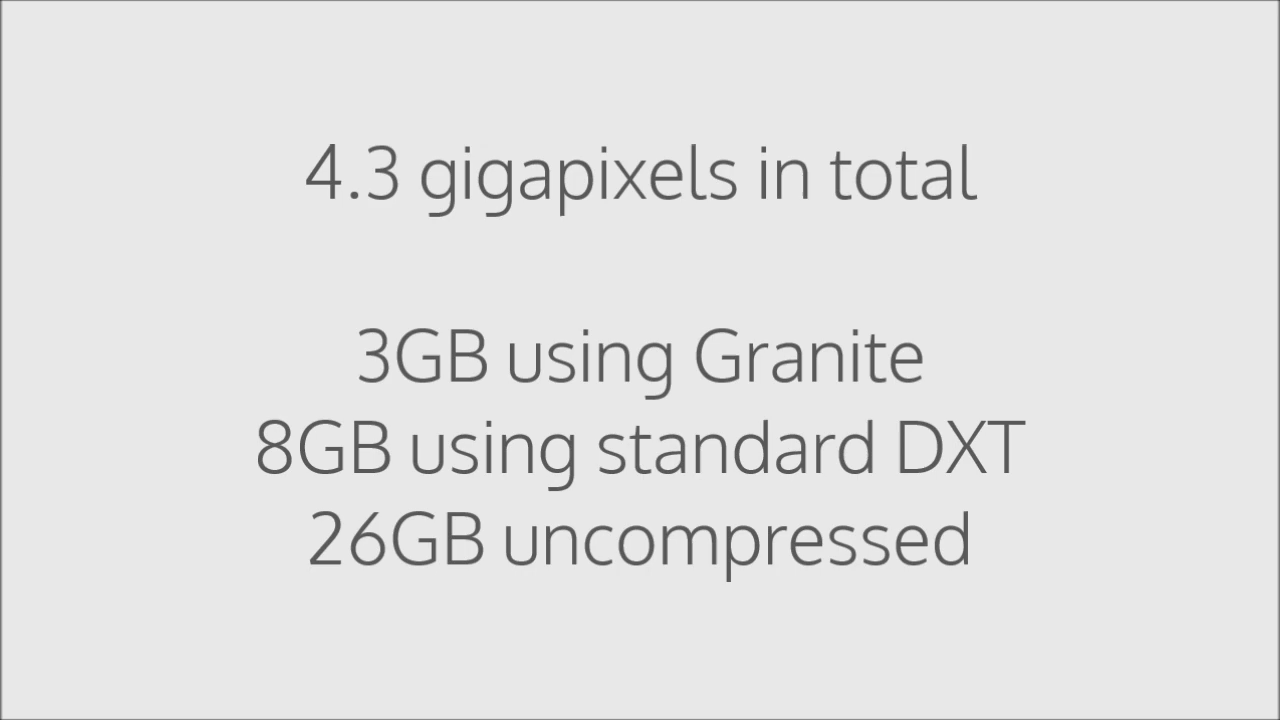 4.3 gigapixels in total
3GB using Granite
8GB using standard DXT
26GB uncompressed